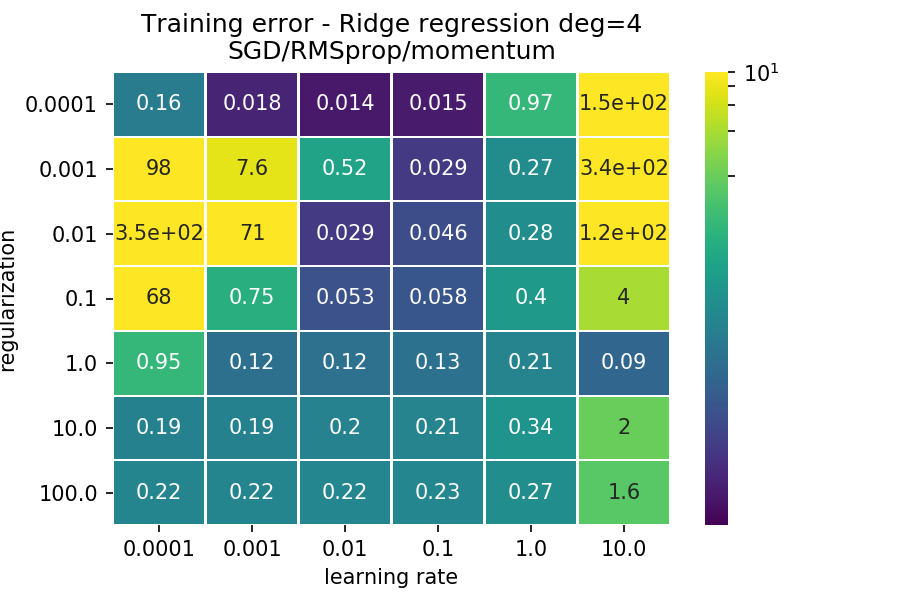 Training error - Ridge regression deg=4
SGD/RMSprop/momentum
regularization
0.0001 0.16 0.018 0.014 0.015 0.97 1.5e+02
0.001 98 7.6 0.52 0.029 0.27 3.4e+02
0.01 3.5e+02 71 0.029 0.046 0.28 1.2e+02
0.1 68 0.75 0.053 0.058 0.4 4
1.0 0.95 0.12 0.12 0.13 0.21 0.09
10.0 0.19 0.19 0.2 0.21 0.34 2
100.0 0.22 0.22 0.22 0.23 0.27 1.6
0.0001 0.001 0.01 0.1 1.0 10.0
learning rate
10¹